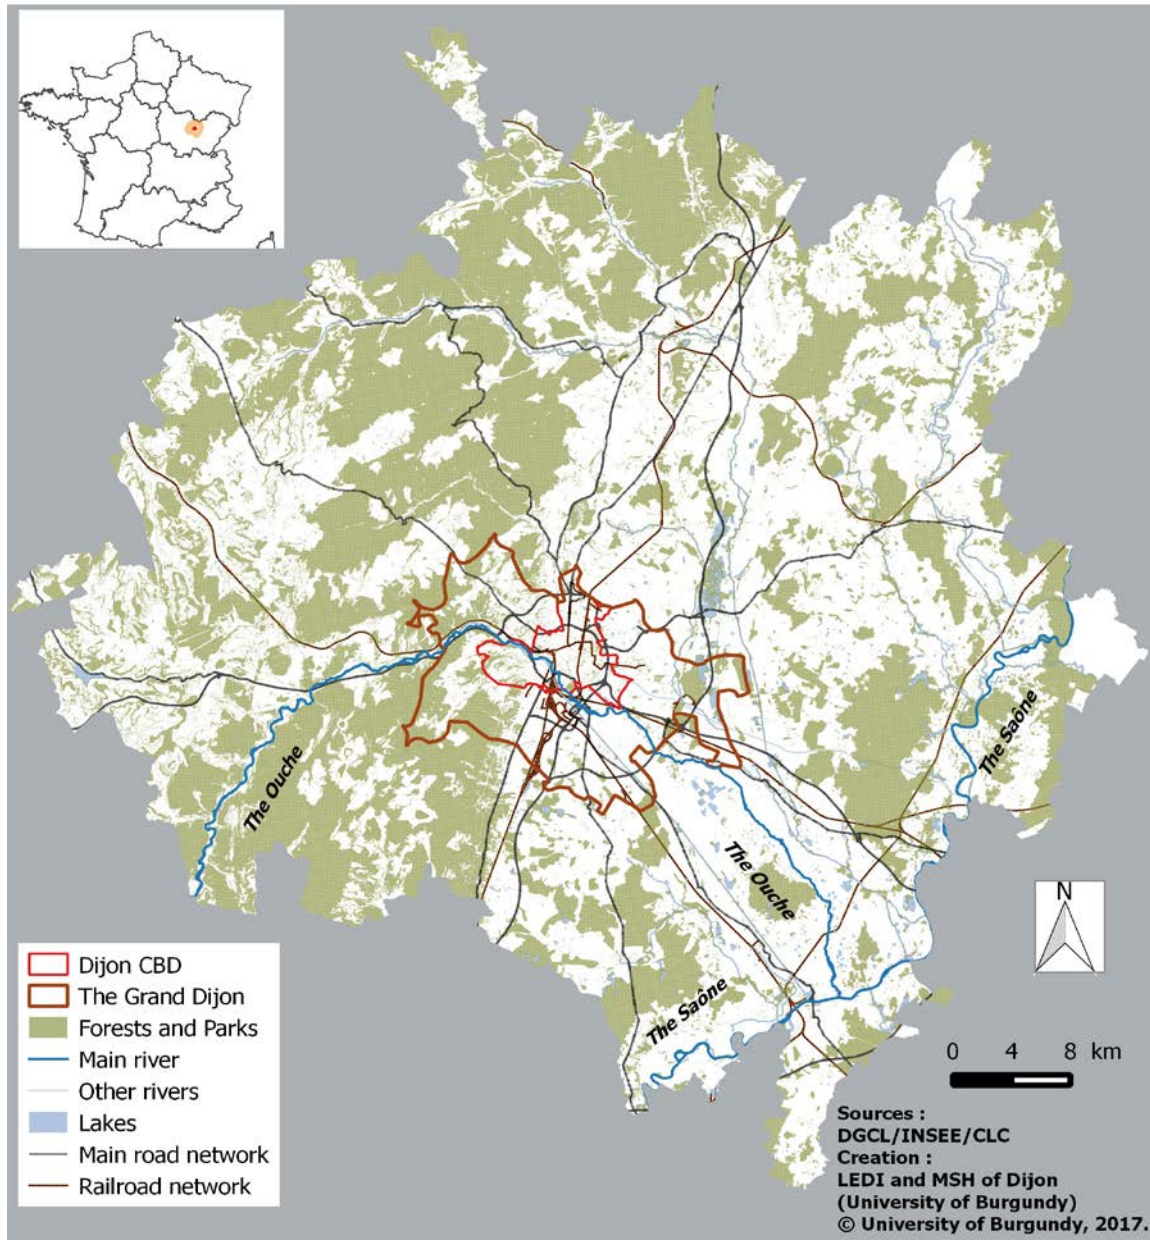 The Ouche
The Saône
The Ouche
The Saône
N
Dijon CBD
The Grand Dijon
Forests and Parks
Main river
Other rivers
Lakes
Main road network
Railroad network
0 4 8 km
Sources :
DGCL/INSEE/CLC
Creation :
LEDI and MSH of Dijon
(University of Burgundy)
© University of Burgundy, 2017.